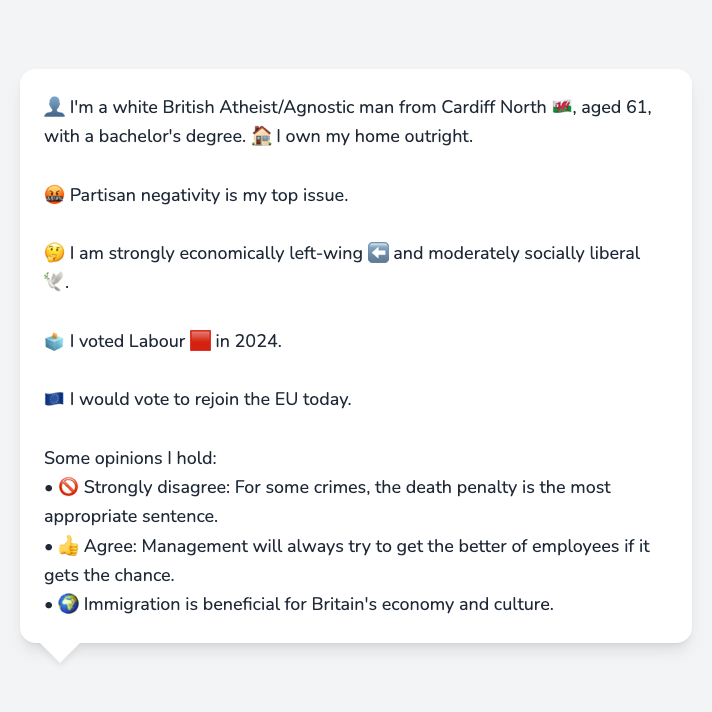 👤 I'm a white British Atheist/Agnostic man from Cardiff North 🏴󠁧󠁢󠁷󠁬󠁳󠁿, aged 61,
with a bachelor's degree. 🏠 I own my home outright.
🤬 Partisan negativity is my top issue.
🤔 I am strongly economically left-wing ⬅️ and moderately socially liberal
🕊️.
🗳️ I voted Labour 🟥 in 2024.
🇪🇺 I would vote to rejoin the EU today.
Some opinions I hold:
• 🚫 Strongly disagree: For some crimes, the death penalty is the most
appropriate sentence.
• 👍 Agree: Management will always try to get the better of employees if it
gets the chance.
• 🌍 Immigration is beneficial for Britain's economy and culture.